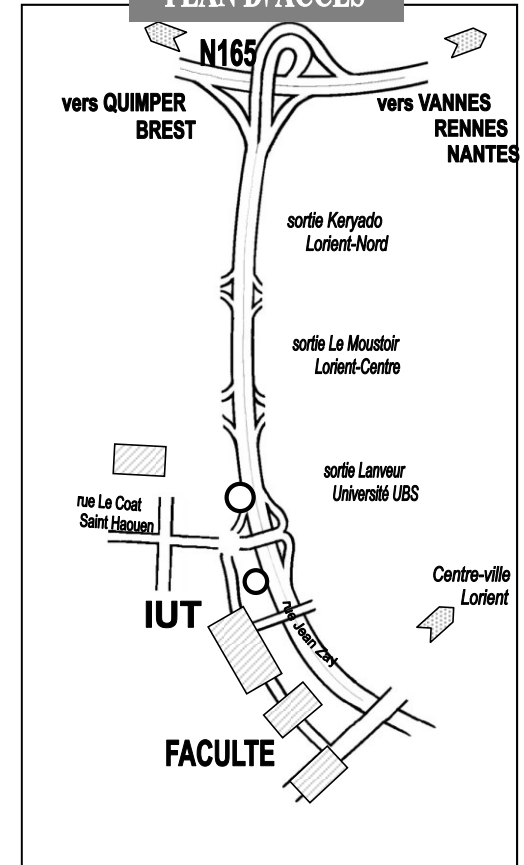 PLAN D'ACCES
N165
vers QUIMPER
BREST
vers VANNES
RENNES
NANTES
sortie Keryado
Lorient-Nord
sortie Le Moustoir
Lorient-Centre
sortie Lanveur
Université UBS
rue Le Coat
Saint Haouen
Centre-ville
Lorient
IUT
rue Jean Zay
FACULTE